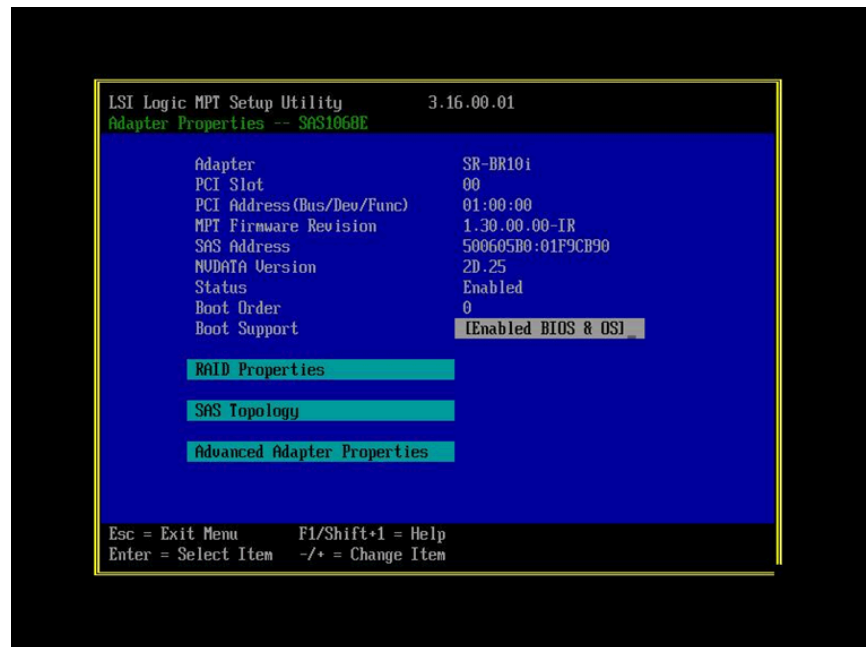 LSI Logic MPT Setup Utility 3.16.00.01
Adapter Properties -- SAS1068E
Adapter SR-BR10i
PCI Slot 00
PCI Address(Bus/Dev/Func) 01:00:00
MPT Firmware Revision 1.30.00.00-IR
SAS Address 500605B0:01F9CB90
NVDATA Version 2D.25
Status Enabled
Boot Order 0
Boot Support [Enabled BIOS & OS]_
RAID Properties
SAS Topology
Advanced Adapter Properties
Esc = Exit Menu F1/Shift+1 = Help
Enter = Select Item -/+ = Change Item